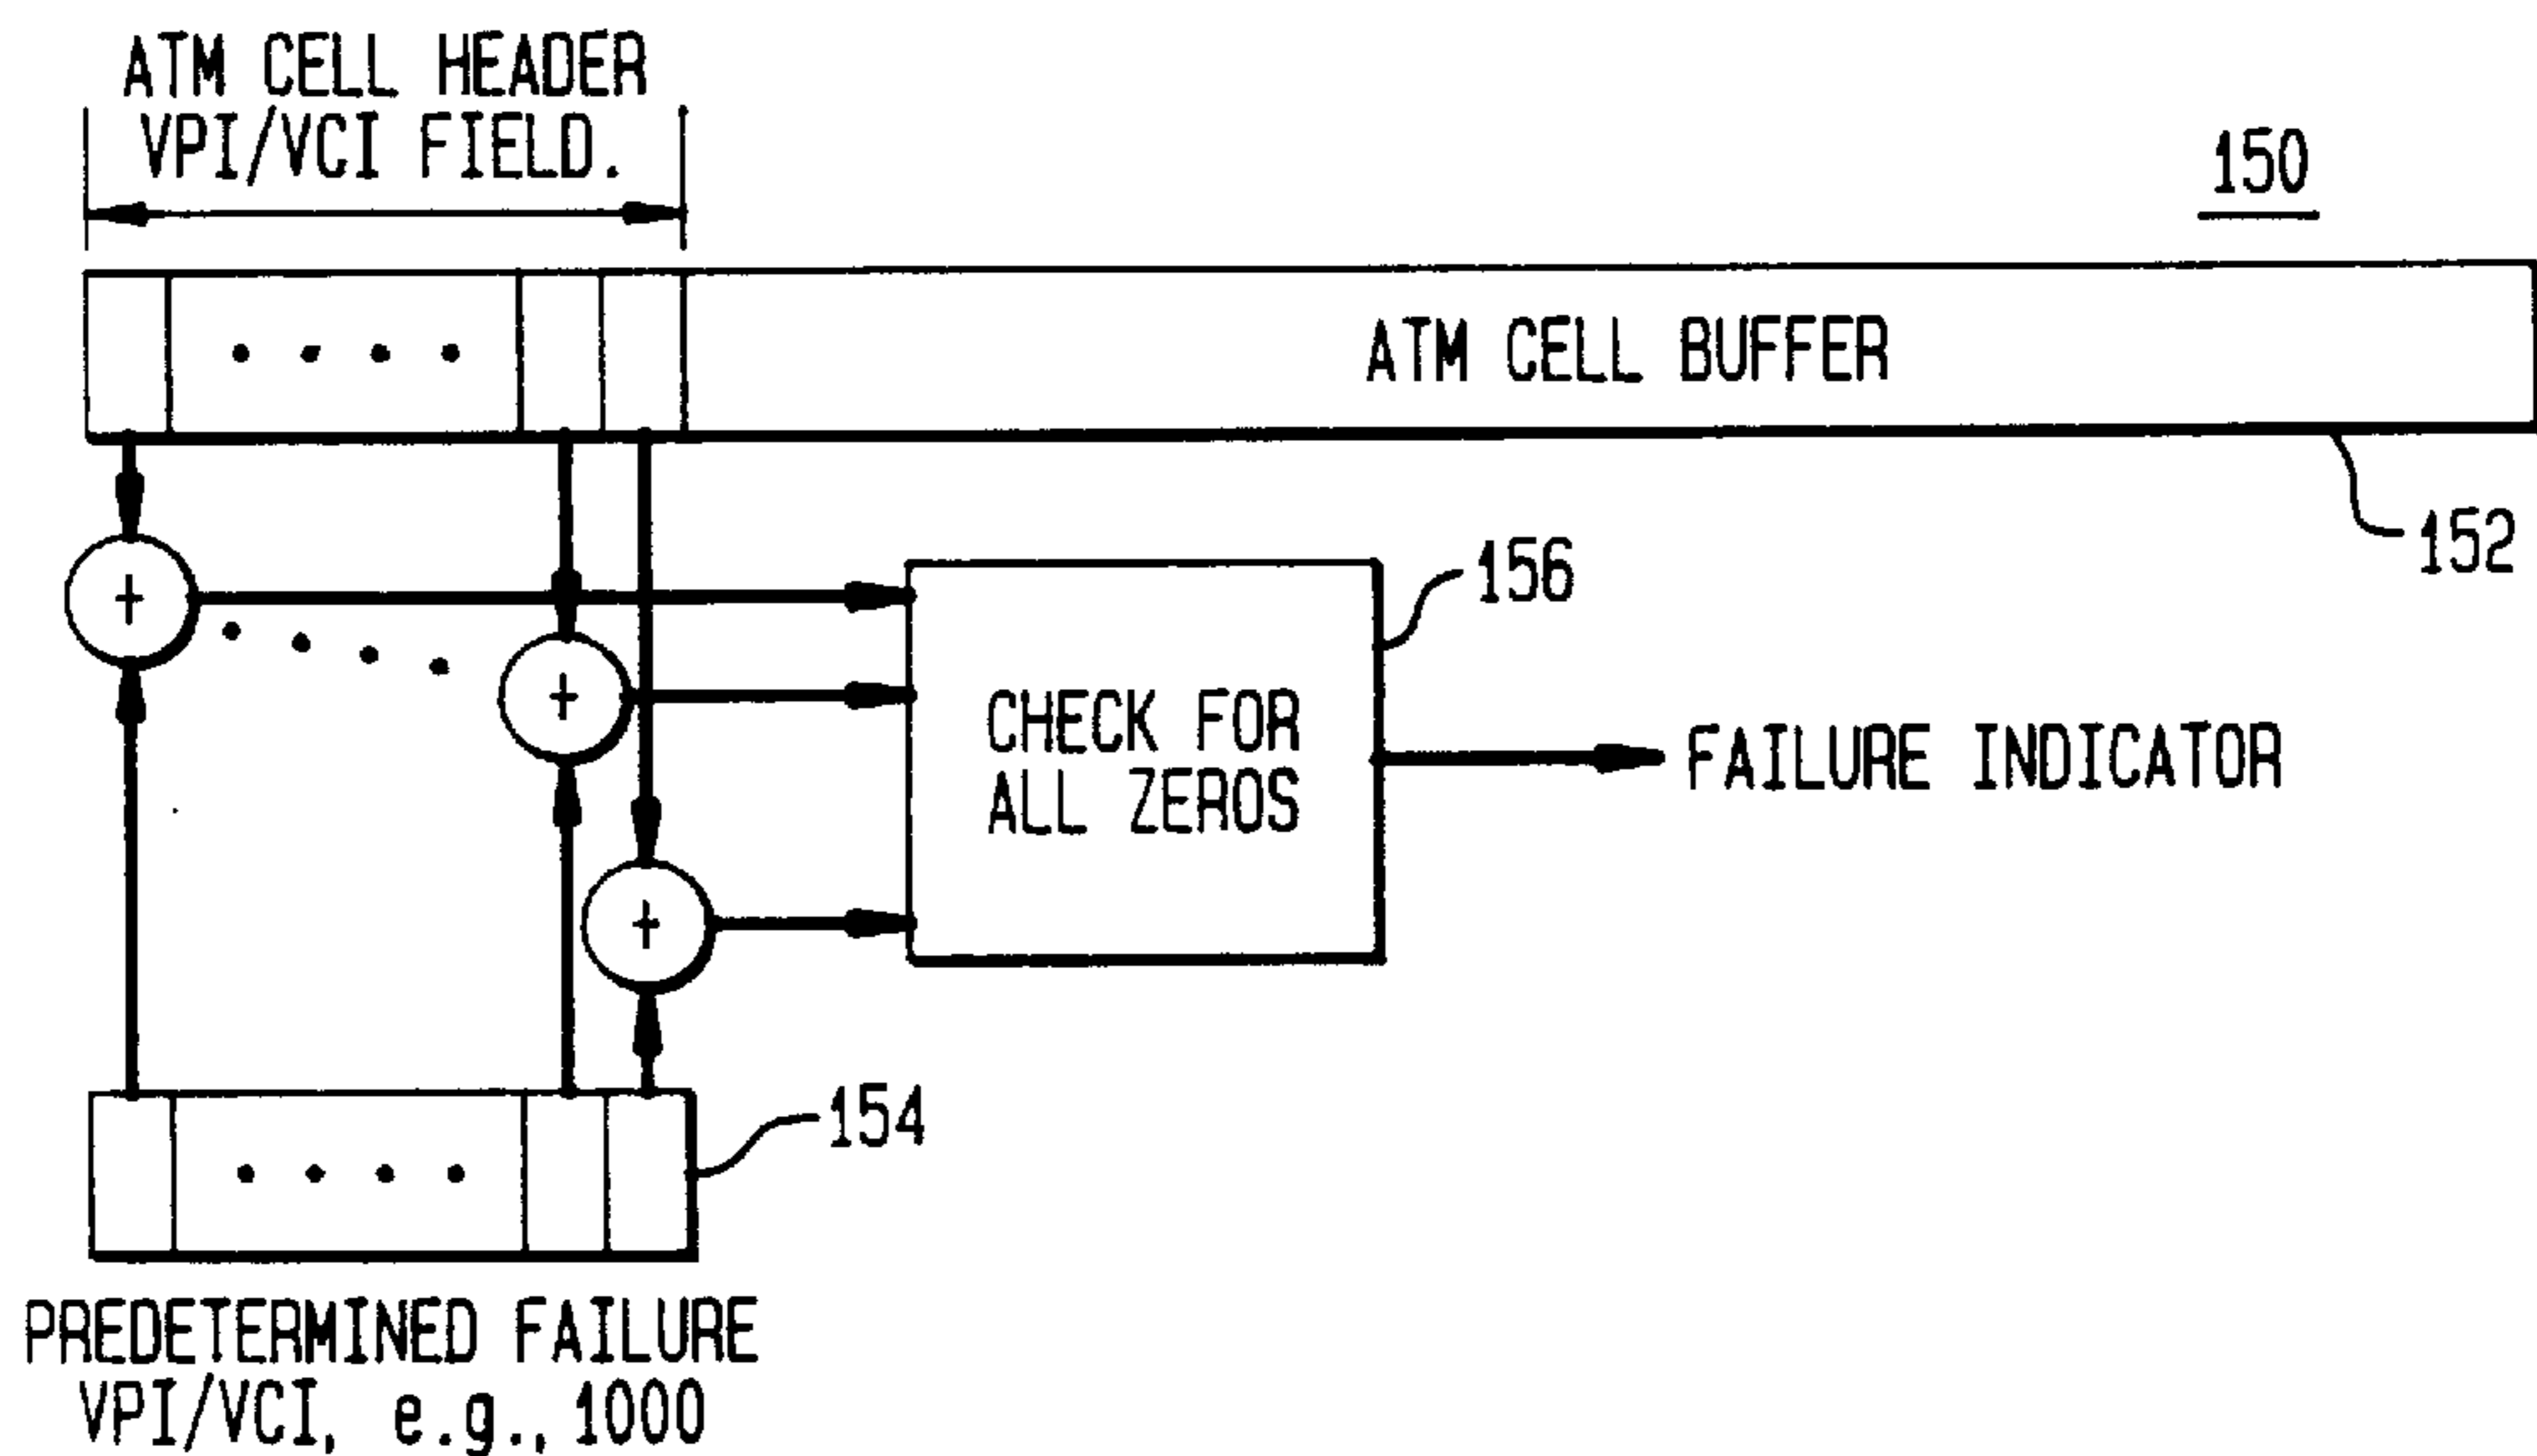 ATM CELL HEADER
VPI/VCI FIELD.
150
ATM CELL BUFFER
152
156
CHECK FOR
ALL ZEROS
FAILURE INDICATOR
154
PREDETERMINED FAILURE
VPI/VCI, e.g., 1000